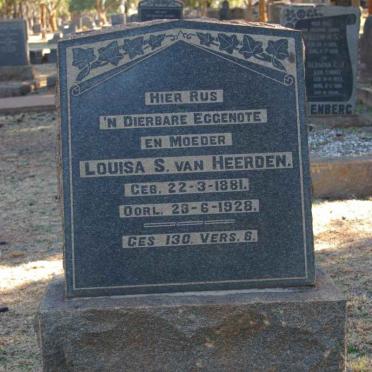 HIER RUS
'N DIERBARE EGGENOTE
EN MOEDER
LOUISA S. VAN HEERDEN.
GEB. 22-3-1881.
OORL. 28-6-1928.
GES 130. VERS. 6.
ENBERG